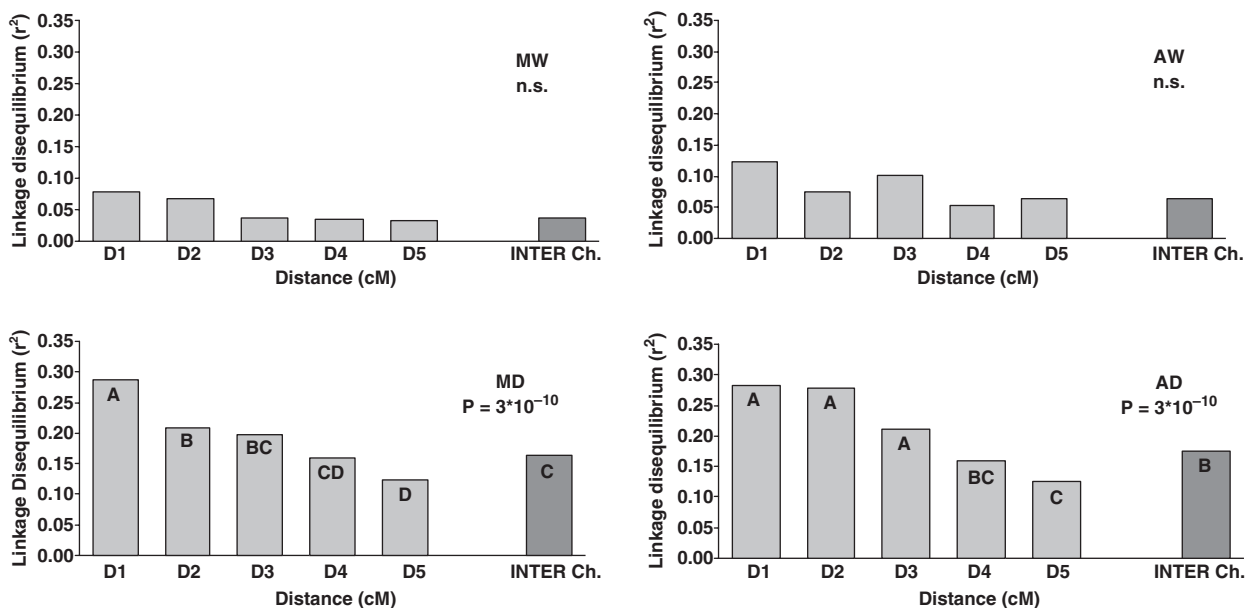 Linkage disequilibrium (r²)
0.35
0.30
0.25
0.20
0.15
0.10
0.05
0.00
MW
n.s.
D1 D2 D3 D4 D5 INTER Ch.
Distance (cM)
Linkage disequilibrium (r²)
0.35
0.30
0.25
0.20
0.15
0.10
0.05
0.00
AW
n.s.
D1 D2 D3 D4 D5 INTER Ch.
Distance (cM)
Linkage Disequilibrium (r²)
0.35
0.30
0.25
0.20
0.15
0.10
0.05
0.00
MD
P = 3*10⁻¹⁰
A B BC CD D C
D1 D2 D3 D4 D5 INTER Ch.
Distance (cM)
Linkage disequilibrium (r²)
0.35
0.30
0.25
0.20
0.15
0.10
0.05
0.00
AD
P = 3*10⁻¹⁰
A A A BC C B
D1 D2 D3 D4 D5 INTER Ch.
Distance (cM)